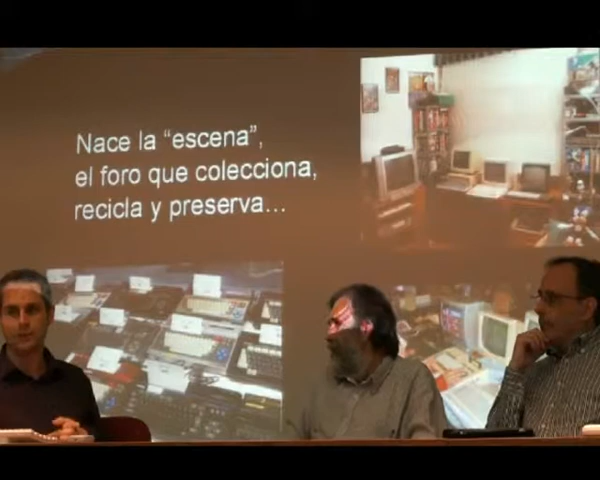 Nace la “escena”,
el foro que colecciona,
recicla y preserva...